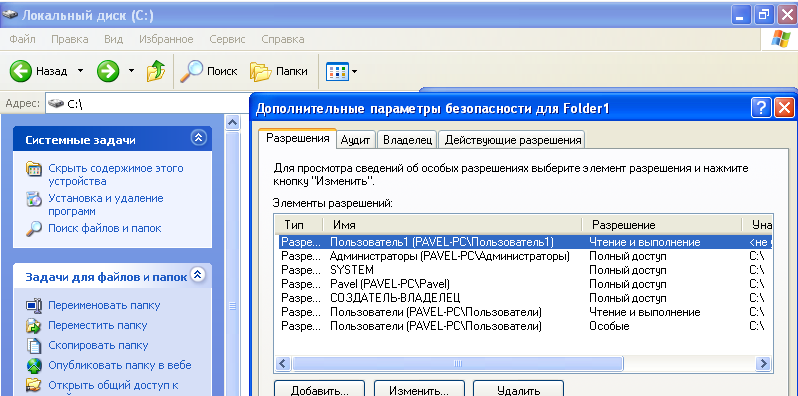 Локальный диск (C:)
Файл Правка Вид Избранное Сервис Справка
Назад Поиск Папки
Адрес: C:\
Дополнительные параметры безопасности для Folder1
Разрешения Аудит Владелец Действующие разрешения
Для просмотра сведений об особых разрешениях выберите элемент разрешения и нажмите
кнопку "Изменить".
Элементы разрешений:
Тип Имя Разрешение Уна
Разре... Пользователь1 (PAVEL-PC\Пользователь1) Чтение и выполнение <не
Разре... Администраторы (PAVEL-PC\Администраторы) Полный доступ C:\
Разре... SYSTEM Полный доступ C:\
Разре... Pavel (PAVEL-PC\Pavel) Полный доступ C:\
Разре... СОЗДАТЕЛЬ-ВЛАДЕЛЕЦ Полный доступ C:\
Разре... Пользователи (PAVEL-PC\Пользователи) Чтение и выполнение C:\
Разре... Пользователи (PAVEL-PC\Пользователи) Особые C:\
Добавить... Изменить... Удалить
Системные задачи
Скрыть содержимое этого
устройства
Установка и удаление
программ
Поиск файлов и папок
Задачи для файлов и папок
Переименовать папку
Переместить папку
Скопировать папку
Опубликовать папку в вебе
Открыть общий доступ к